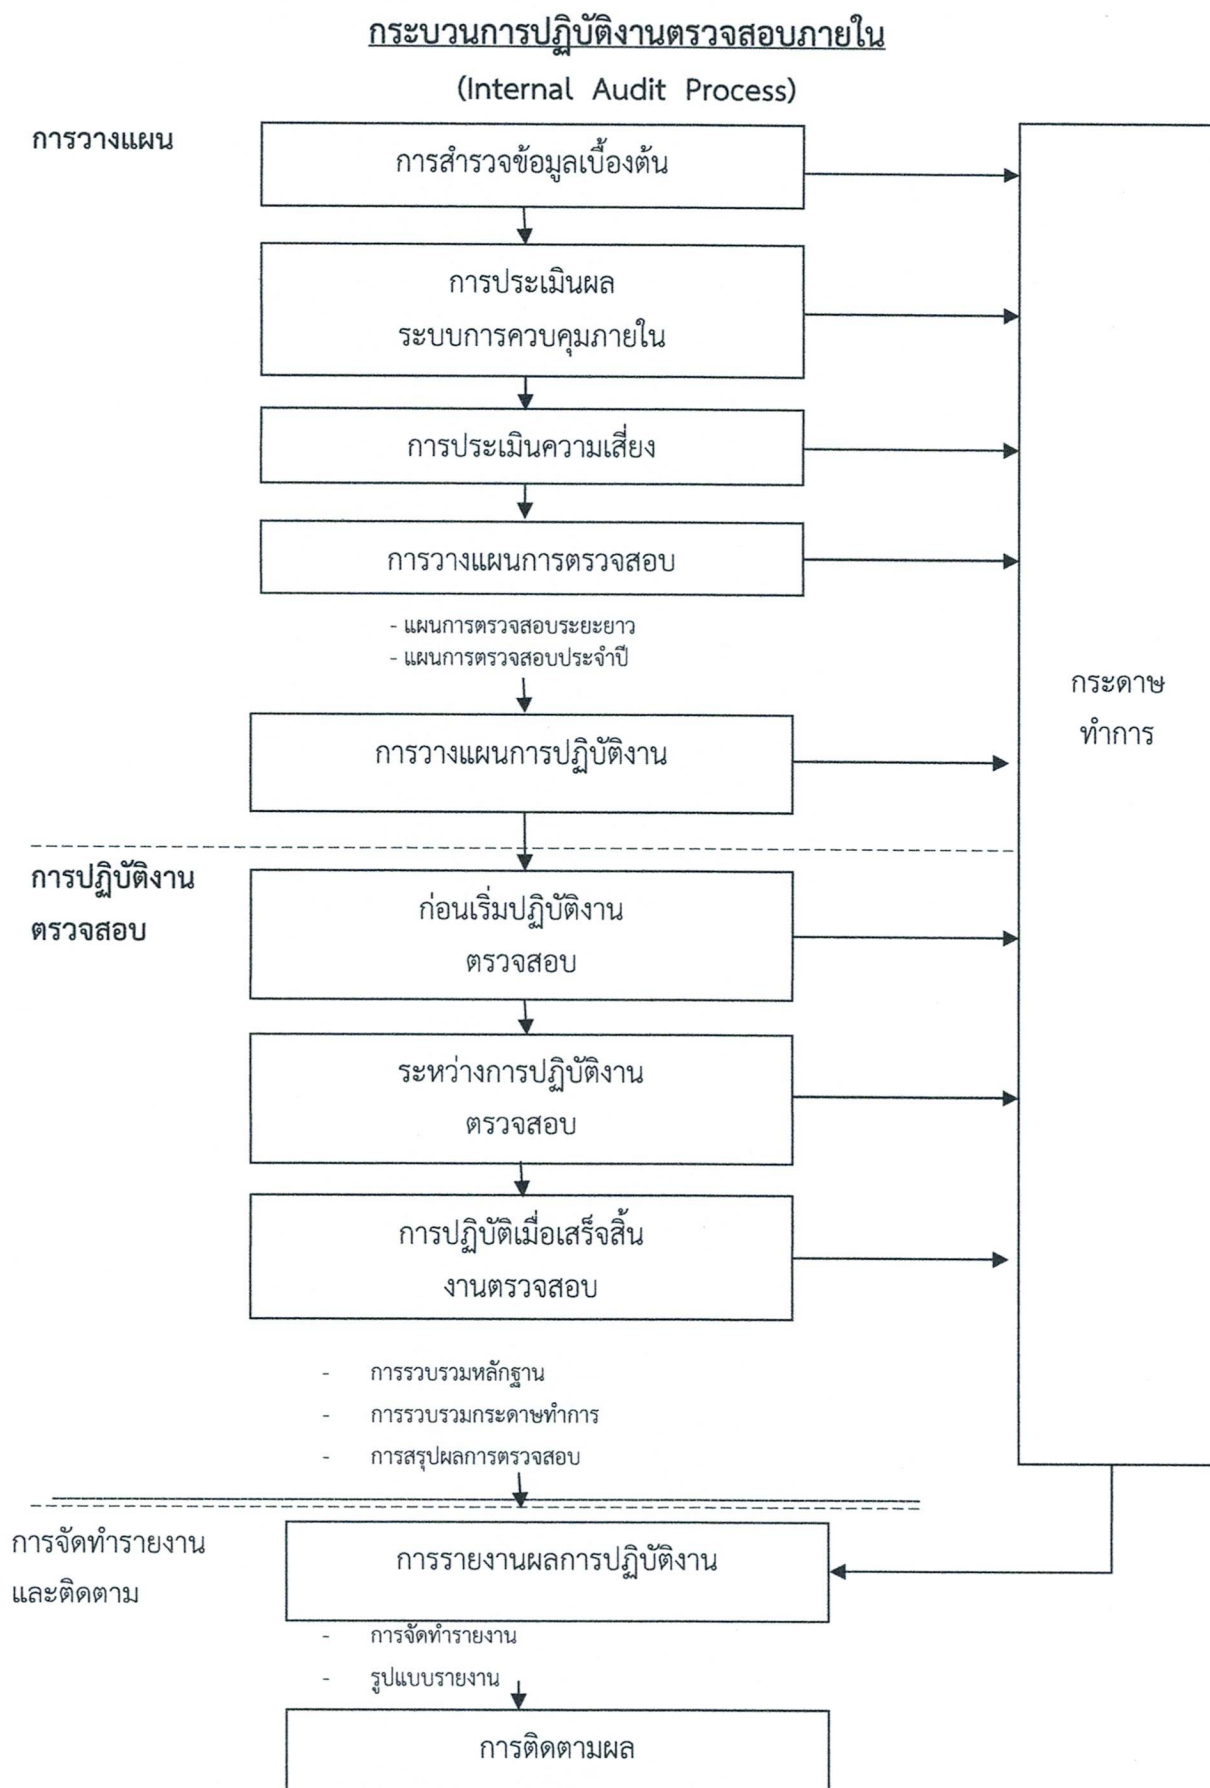 กระบวนการปฏิบัติงานตรวจสอบภายใน
(Internal Audit Process)
การวางแผน
การสำรวจข้อมูลเบื้องต้น
การประเมินผล
ระบบการควบคุมภายใน
การประเมินความเสี่ยง
การวางแผนการตรวจสอบ
- แผนการตรวจสอบระยะยาว
- แผนการตรวจสอบประจำปี
กระดาษ
ทำการ
การวางแผนการปฏิบัติงาน
การปฏิบัติงาน
ตรวจสอบ
ก่อนเริ่มปฏิบัติงาน
ตรวจสอบ
ระหว่างการปฏิบัติงาน
ตรวจสอบ
การปฏิบัติเมื่อเสร็จสิ้น
งานตรวจสอบ
- การรวบรวมหลักฐาน
- การรวบรวมกระดาษทำการ
- การสรุปผลการตรวจสอบ
การจัดทำรายงาน
และติดตาม
การรายงานผลการปฏิบัติงาน
- การจัดทำรายงาน
- รูปแบบรายงาน
การติดตามผล